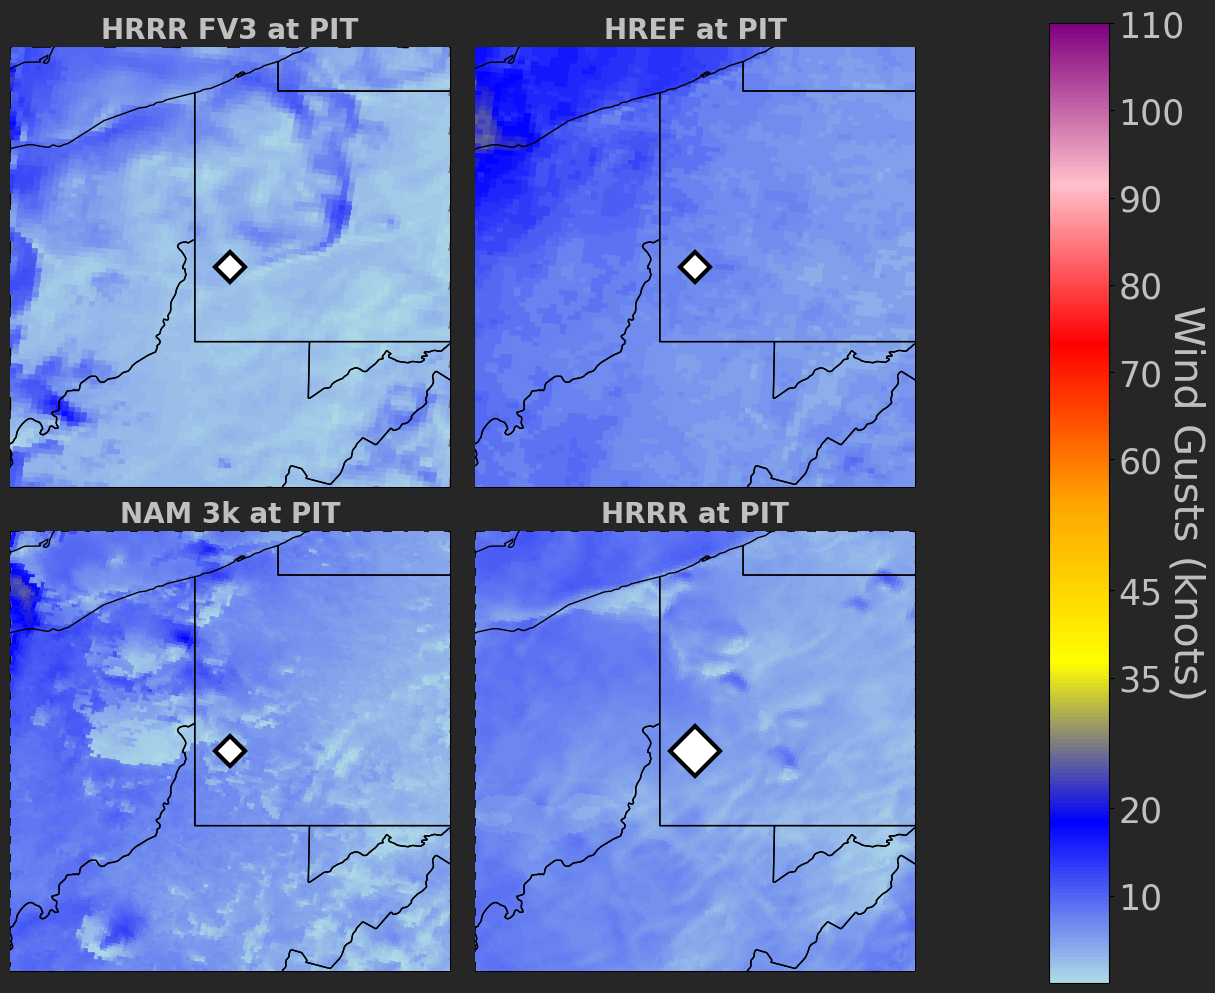 HRRR FV3 at PIT
HREF at PIT
NAM 3k at PIT
HRRR at PIT
110
100
90
80
70
60
45
35
20
10
Wind Gusts (knots)